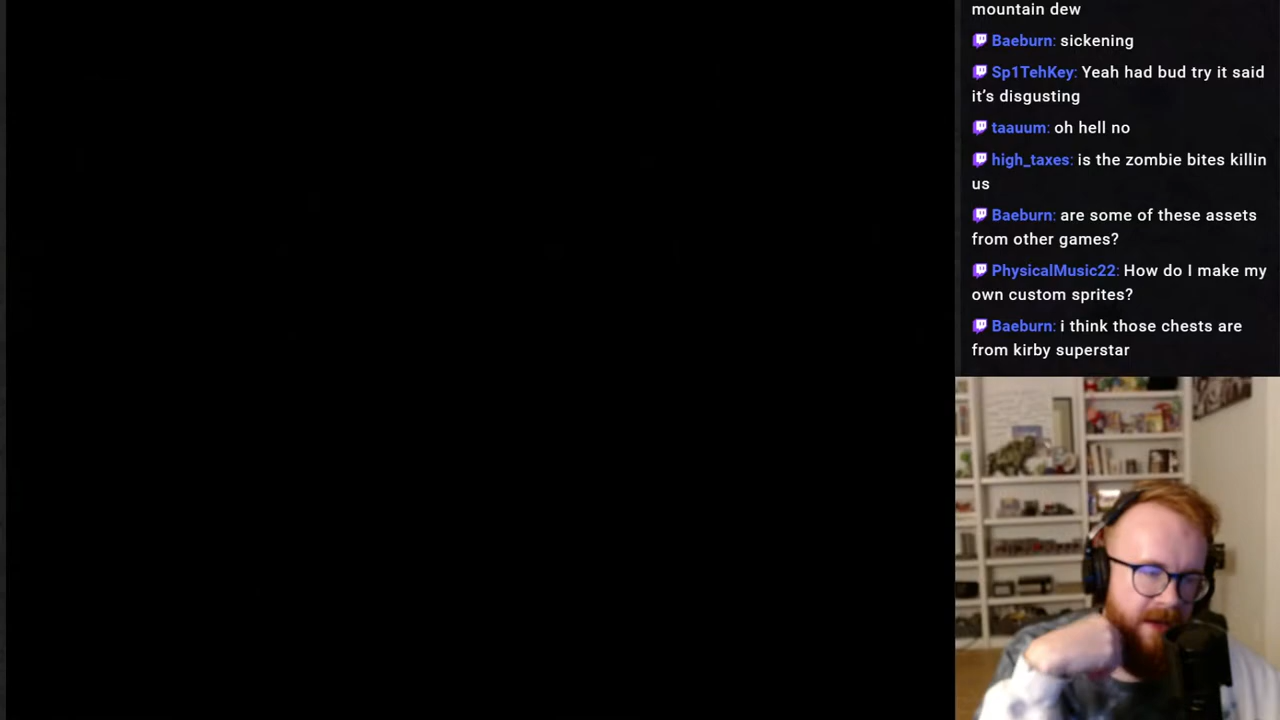 mountain dew
Baeburn: sickening
Sp1TehKey: Yeah had bud try it said
it’s disgusting
taauum: oh hell no
high_taxes: is the zombie bites killin
us
Baeburn: are some of these assets
from other games?
PhysicalMusic22: How do I make my
own custom sprites?
Baeburn: i think those chests are
from kirby superstar